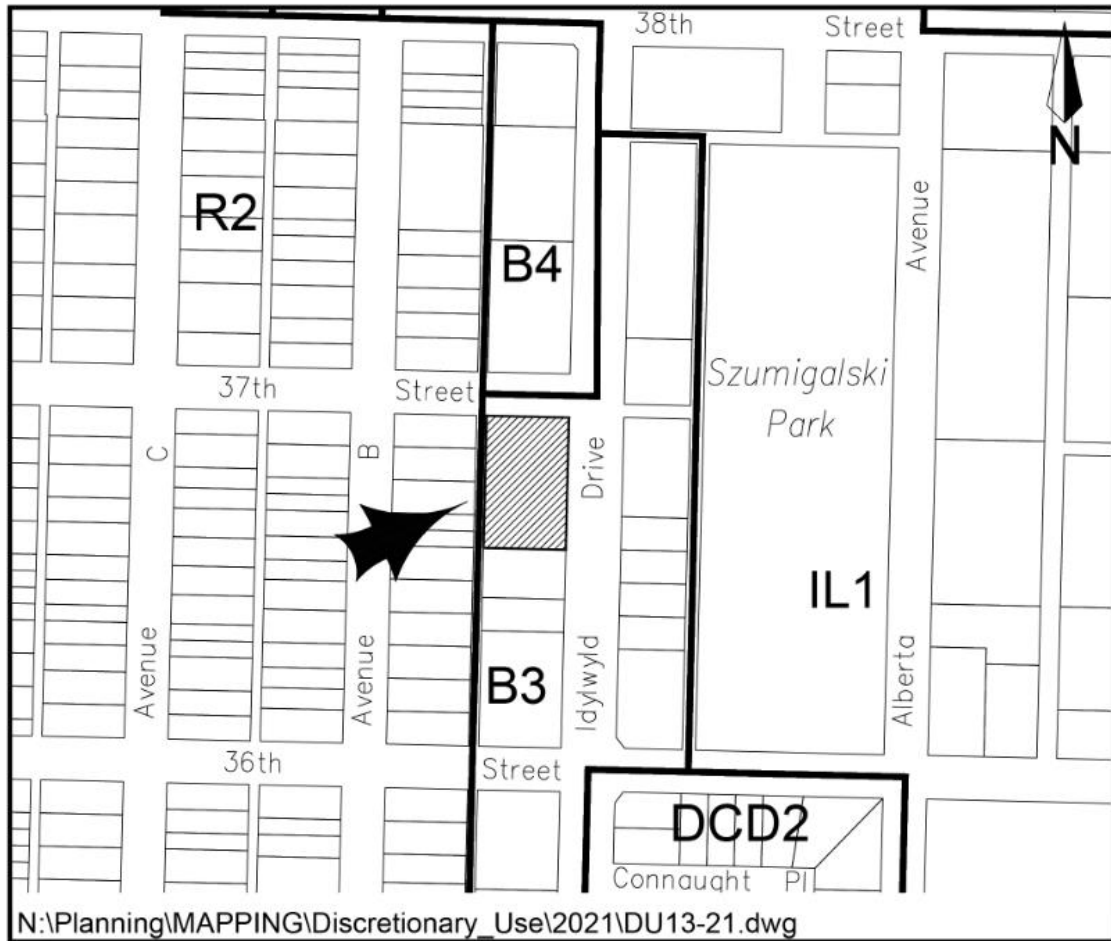 38th Street
N
R2
B4
Avenue
37th Street
Szumigalski
Park
C
B
Drive
IL1
Avenue
Avenue
B3
Idylwyld
Alberta
36th Street
DCD2
Connaught Pl
N:\Planning\MAPPING\Discretionary_Use\2021\DU13-21.dwg